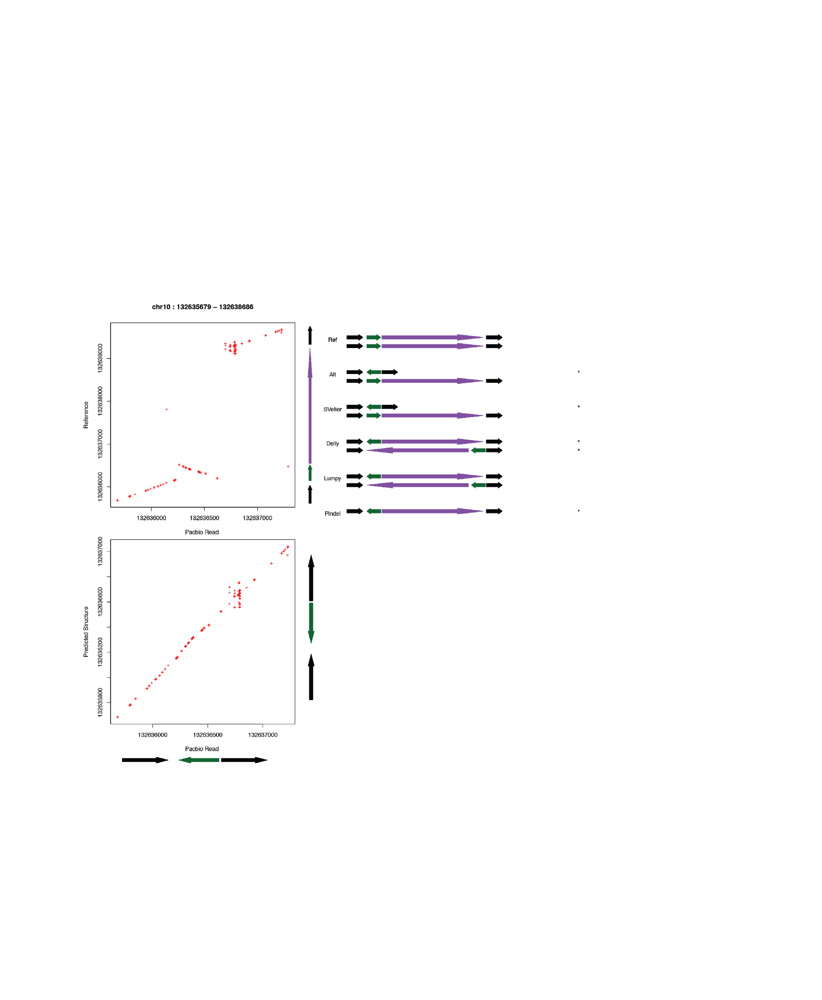 chr10 : 132635679 – 132638686
Reference
132639000
132638000
132637000
132636000
132636000 132636500 132637000
Pacbio Read
Ref
Alt *
SVelter *
Delly *
*
Lumpy *
Pindel *
Predicted Structure
132637000
132636600
132636200
132635800
132636000 132636500 132637000
Pacbio Read